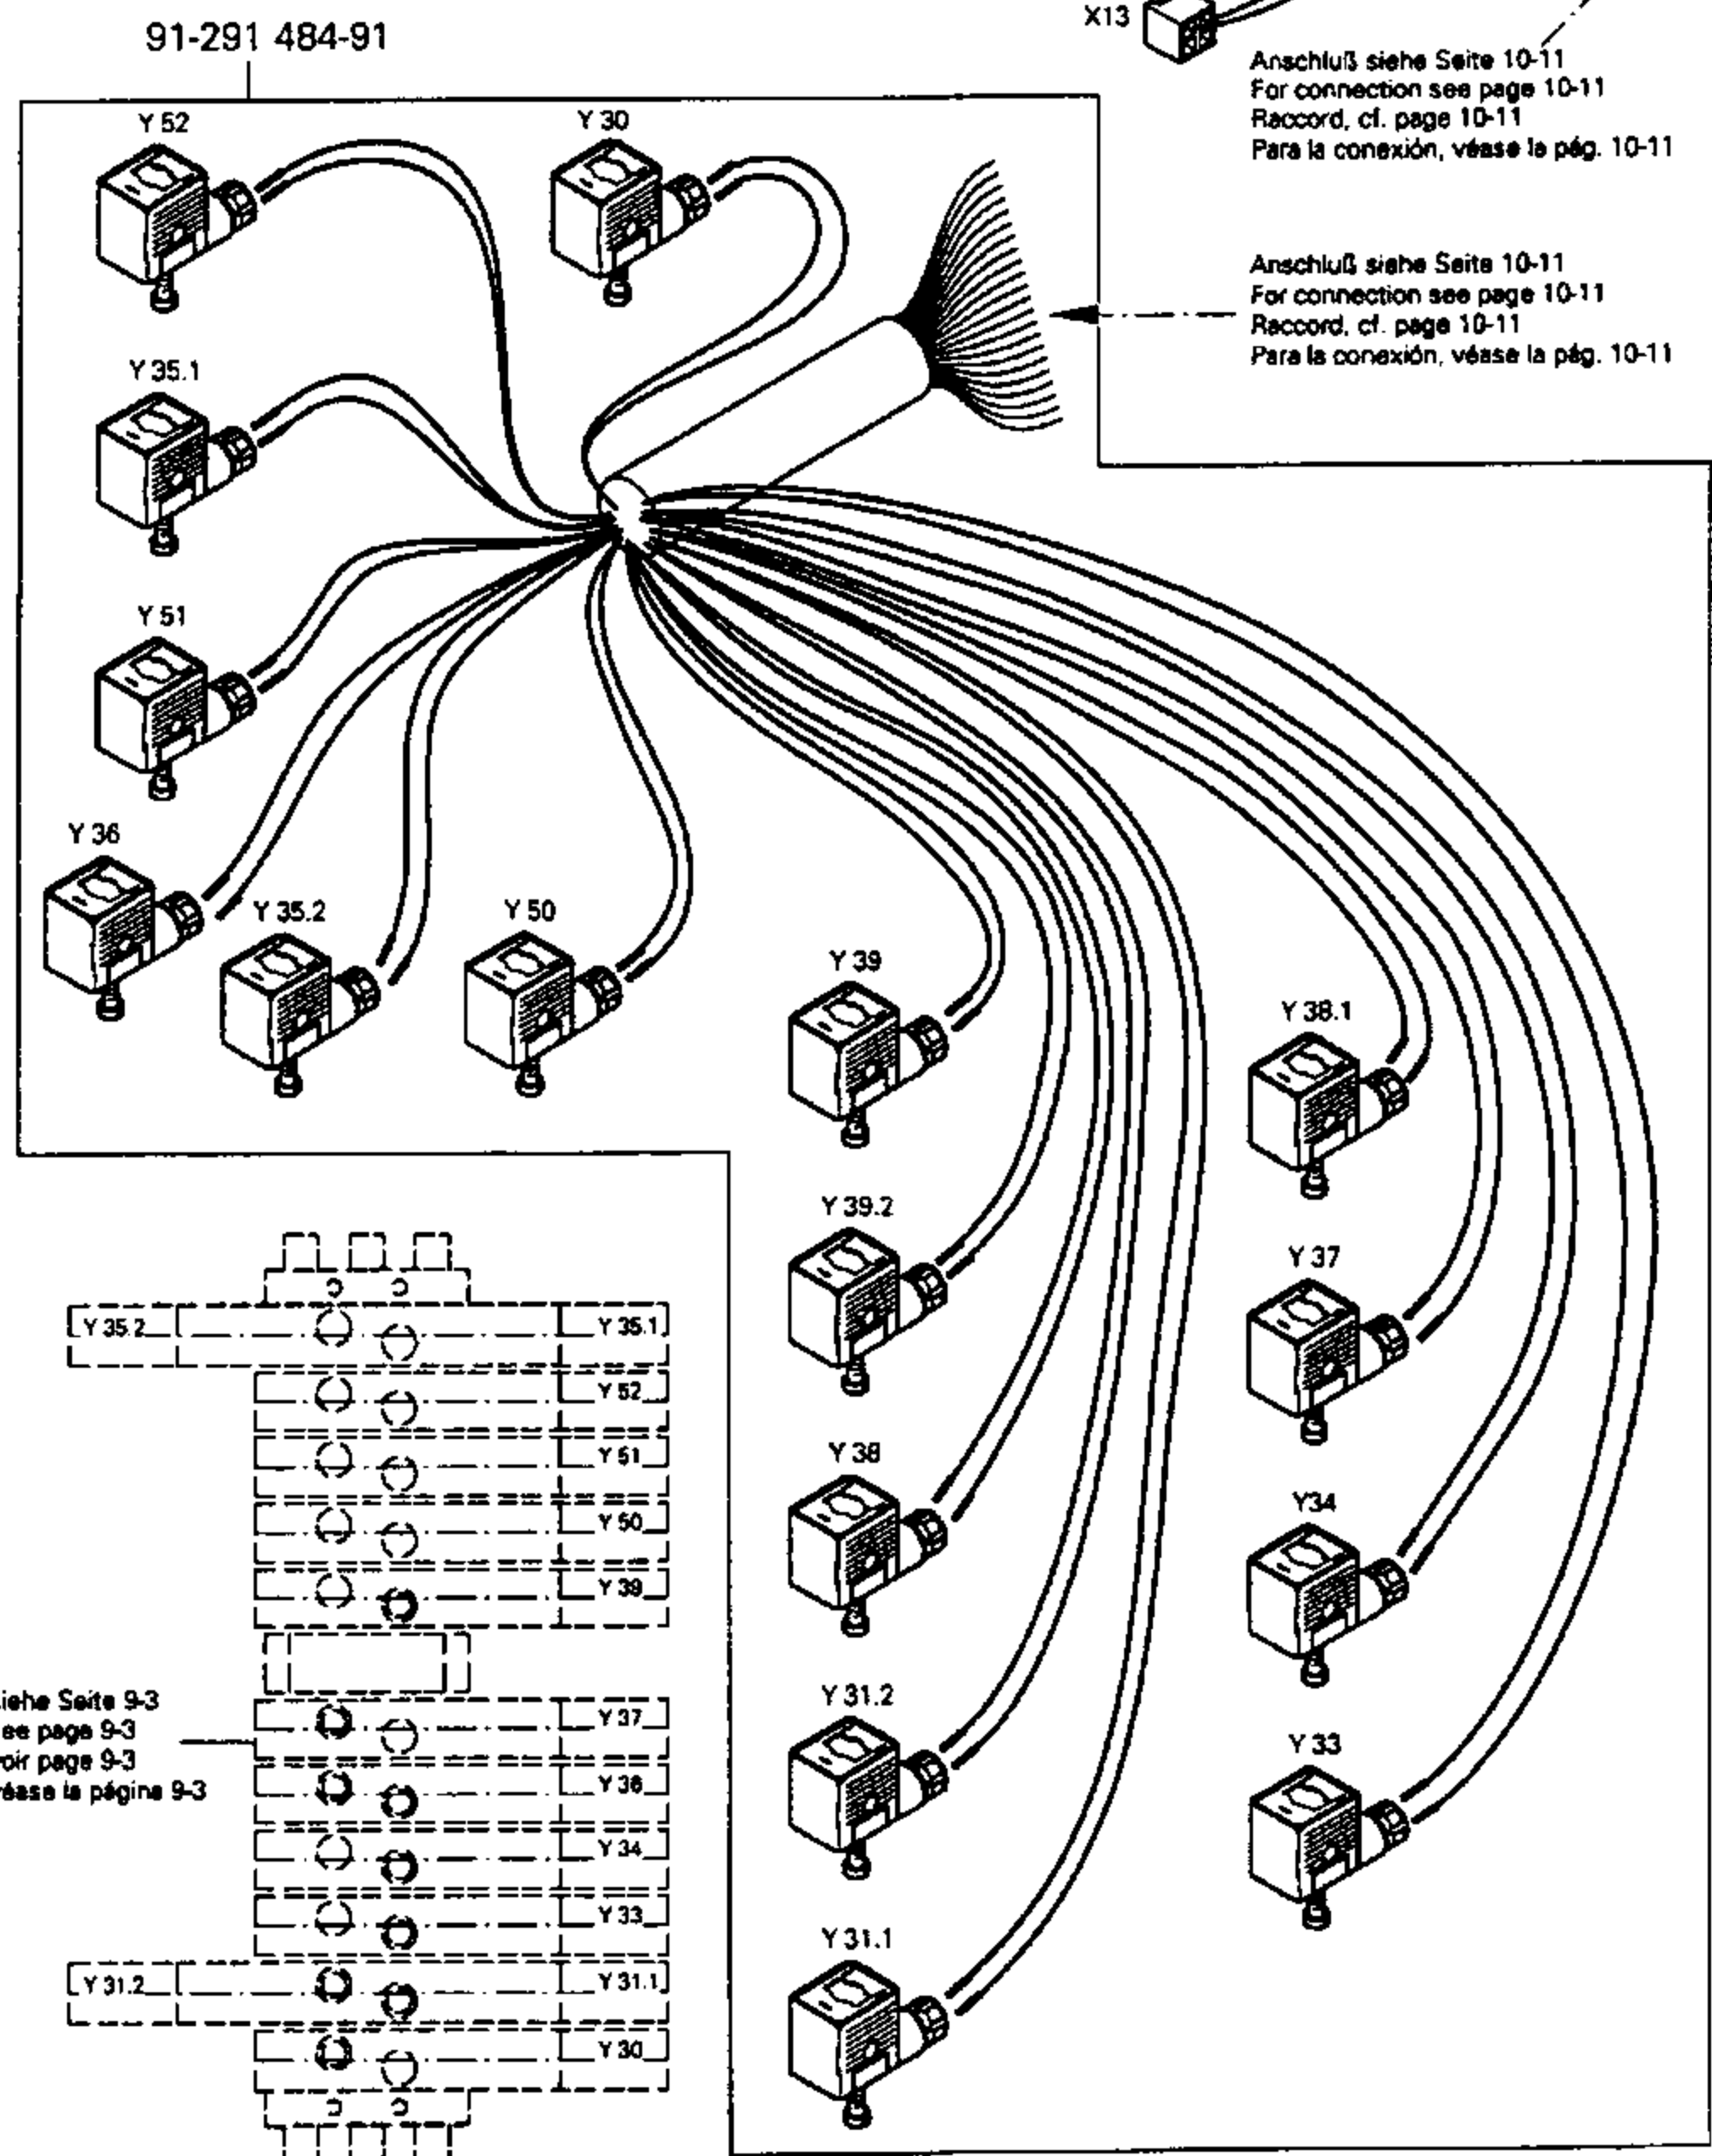 X13
91-291 484-91
Anschluß siehe Seite 10-11
For connection see page 10-11
Raccord, cf. page 10-11
Para la conexión, véase la pág. 10-11
Y 52
Y 30
Anschluß siehe Seite 10-11
For connection see page 10-11
Raccord, cf. page 10-11
Para la conexión, véase la pág. 10-11
Y 35.1
Y 51
Y 36
Y 35.2
Y 50
Y 39
Y 38.1
Y 39.2
Y 37
Y 38
Y34
Y 31.2
Y 33
Y 31.1
Y 35.2
Y 35.1
Y 52
Y 51
Y 50
Y 39
Y 37
Y 34
Y 33
Y 31.2
Y 31.1
Y 30
iehe Seite 9-3
ee page 9-3
oir page 9-3
éase la página 9-3